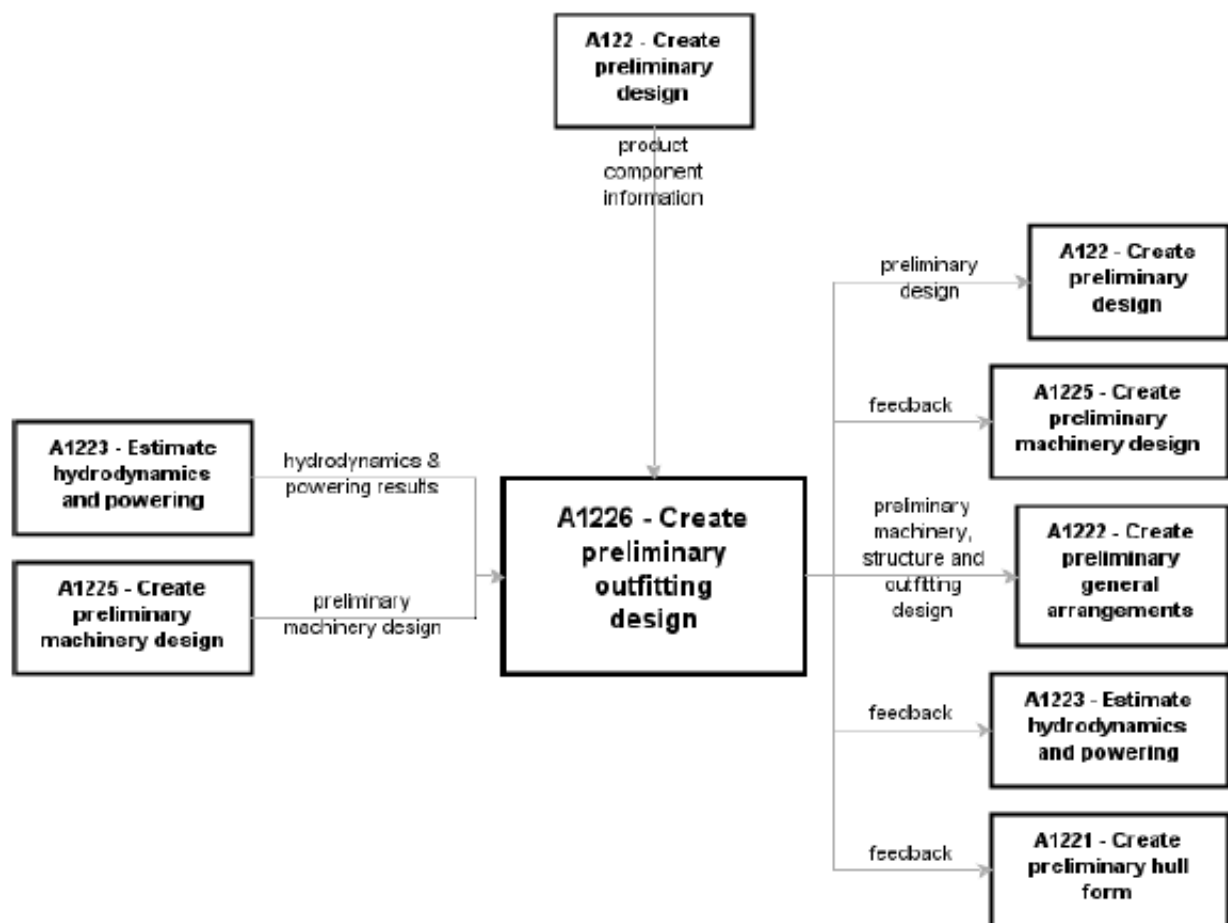 A122 - Create
preliminary
design
product
component
information
A122 - Create
preliminary
design
preliminary
design
A1225 - Create
preliminary
machinery design
feedback
A1223 - Estimate
hydrodynamics
and powering
hydrodynamics &
powering results
A1226 - Create
preliminary
outfitting
design
preliminary
machinery,
structure and
outfitting
design
A1222 - Create
preliminary
general
arrangements
A1225 - Create
preliminary
machinery design
preliminary
machinery design
A1223 - Estimate
hydrodynamics
and powering
feedback
A1221 - Create
preliminary hull
form
feedback